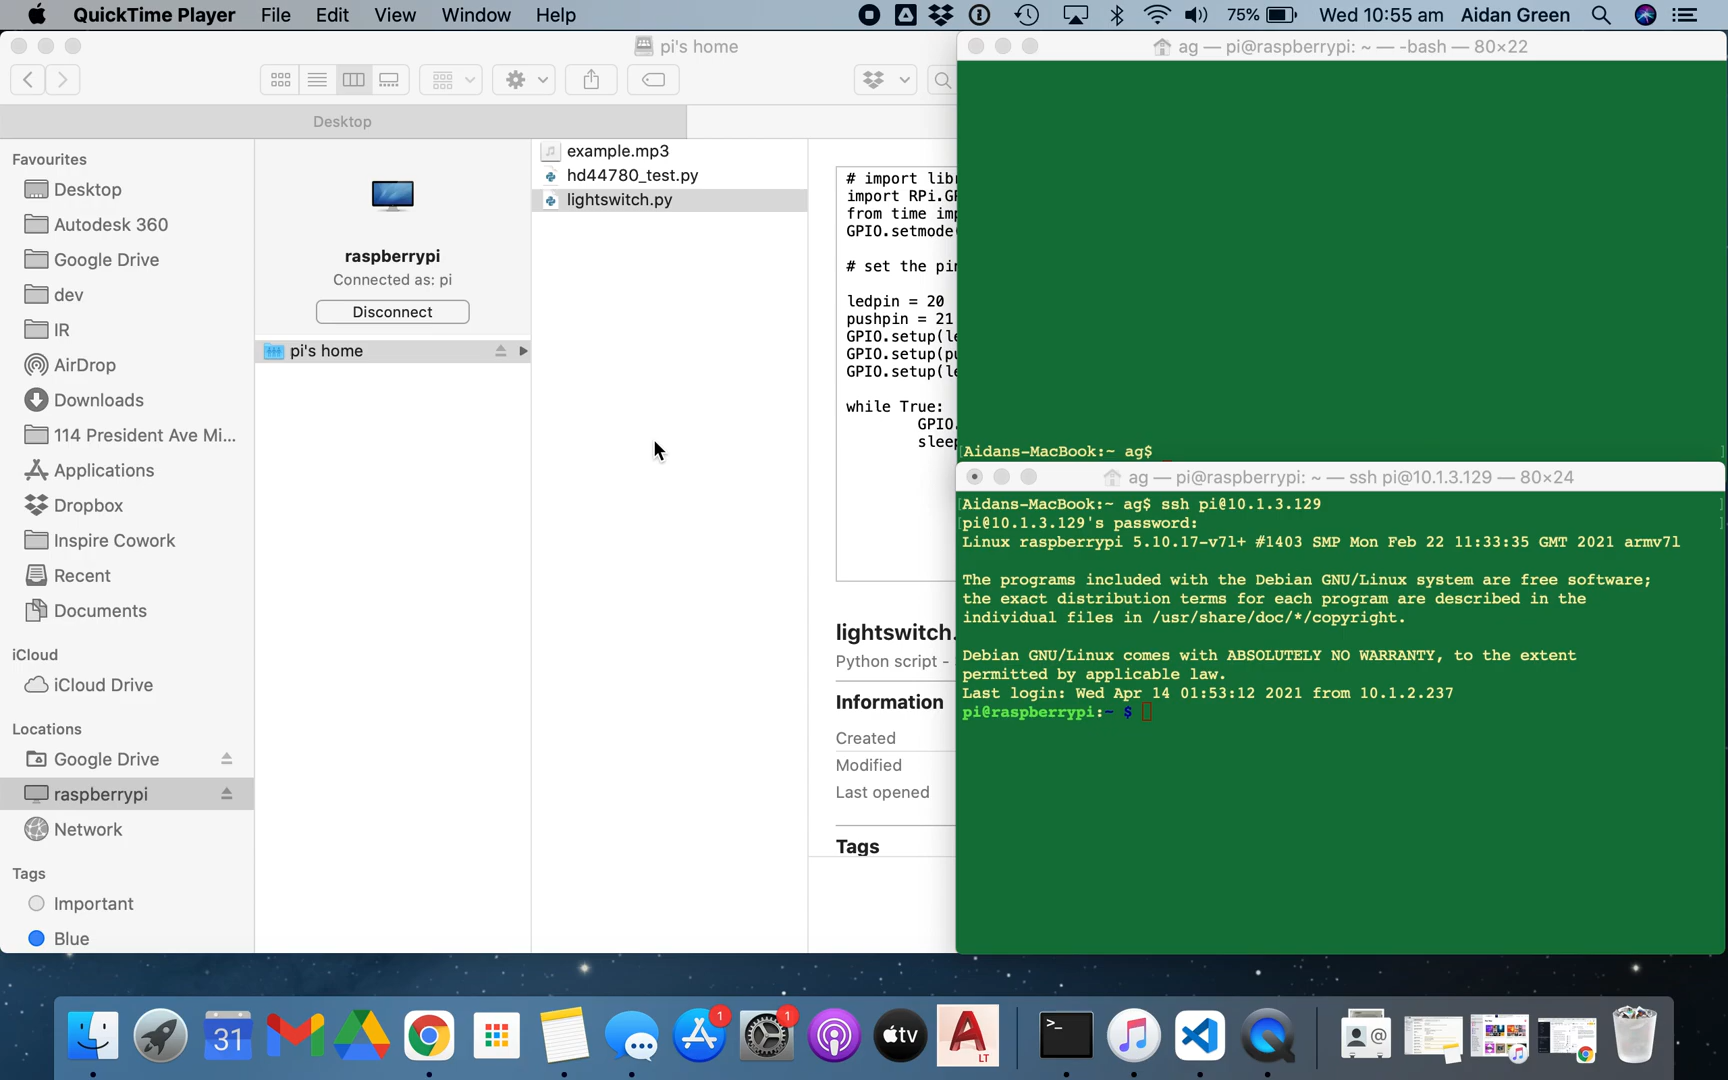 QuickTime Player File Edit View Window Help 75% Wed 10:55 am Aidan Green
pi's home
Desktop
Favourites
Desktop
Autodesk 360
Google Drive
dev
IR
AirDrop
Downloads
114 President Ave Mi...
Applications
Dropbox
Inspire Cowork
Recent
Documents
iCloud
iCloud Drive
Locations
Google Drive
raspberrypi
Network
Tags
Important
Blue
raspberrypi
Connected as: pi
Disconnect
pi's home
example.mp3
hd44780_test.py
lightswitch.py
# import lib
import RPi.G
from time im
GPIO.setmode
# set the pi
ledpin = 20
pushpin = 21
GPIO.setup(l
GPIO.setup(p
GPIO.setup(l
while True:
GPIO.
sleep
lightswitch.
Python script -
Information
Created
Modified
Last opened
Tags
ag — pi@raspberrypi: ~ — -bash — 80×22
[Aidans-MacBook:~ ag$ ]
ag — pi@raspberrypi: ~ — ssh pi@10.1.3.129 — 80×24
[Aidans-MacBook:~ ag$ ssh pi@10.1.3.129 ]
[pi@10.1.3.129's password: ]
Linux raspberrypi 5.10.17-v7l+ #1403 SMP Mon Feb 22 11:33:35 GMT 2021 armv7l
The programs included with the Debian GNU/Linux system are free software;
the exact distribution terms for each program are described in the
individual files in /usr/share/doc/*/copyright.
Debian GNU/Linux comes with ABSOLUTELY NO WARRANTY, to the extent
permitted by applicable law.
Last login: Wed Apr 14 01:53:12 2021 from 10.1.2.237
pi@raspberrypi:~ $
31
1
1
tv
A
LT
>_
@